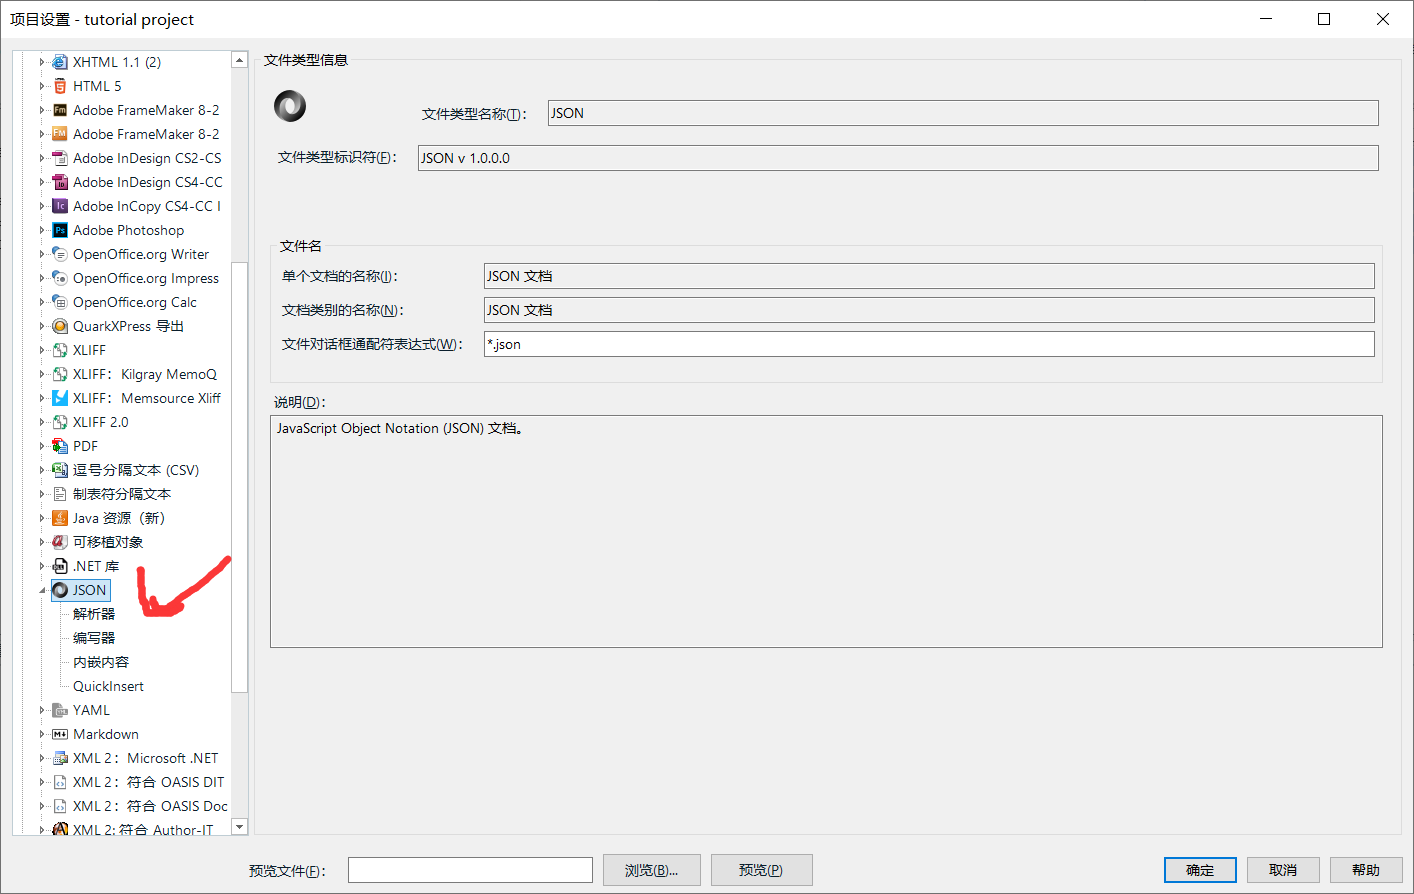 项目设置 - tutorial project
XHTML 1.1 (2)
HTML 5
Adobe FrameMaker 8-2
Adobe FrameMaker 8-2
Adobe InDesign CS2-CS
Adobe InDesign CS4-CC
Adobe InCopy CS4-CC I
Adobe Photoshop
OpenOffice.org Writer
OpenOffice.org Impress
OpenOffice.org Calc
QuarkXPress 导出
XLIFF
XLIFF：Kilgray MemoQ
XLIFF：Memsource Xliff
XLIFF 2.0
PDF
逗号分隔文本 (CSV)
制表符分隔文本
Java 资源（新）
可移植对象
.NET 库
JSON
解析器
编写器
内嵌内容
QuickInsert
YAML
Markdown
XML 2：Microsoft .NET
XML 2：符合 OASIS DIT
XML 2：符合 OASIS Doc
XML 2: 符合 Author-IT
文件类型信息
文件类型名称(T)： JSON
文件类型标识符(F)： JSON v 1.0.0.0
文件名
单个文档的名称(I)： JSON 文档
文档类别的名称(N)： JSON 文档
文件对话框通配符表达式(W)： *.json
说明(D)：
JavaScript Object Notation (JSON) 文档。
预览文件(F)： 浏览(B)... 预览(P) 确定 取消 帮助